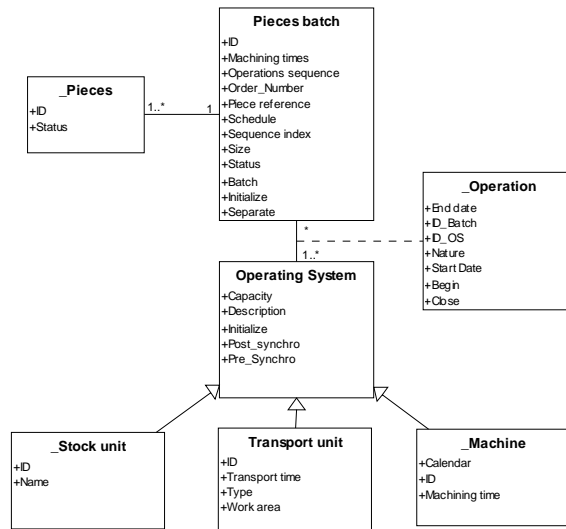 Pieces batch
+ID
+Machining times
+Operations sequence
+Order_Number
+Piece reference
+Schedule
+Sequence index
+Size
+Status
+Batch
+Initialize
+Separate
_Pieces
+ID
+Status
1..*
1
_Operation
+End date
+ID_Batch
+ID_OS
+Nature
+Start Date
+Begin
+Close
*
1..*
Operating System
+Capacity
+Description
+Initialize
+Post_synchro
+Pre_Synchro
_Stock unit
+ID
+Name
Transport unit
+ID
+Transport time
+Type
+Work area
_Machine
+Calendar
+ID
+Machining time